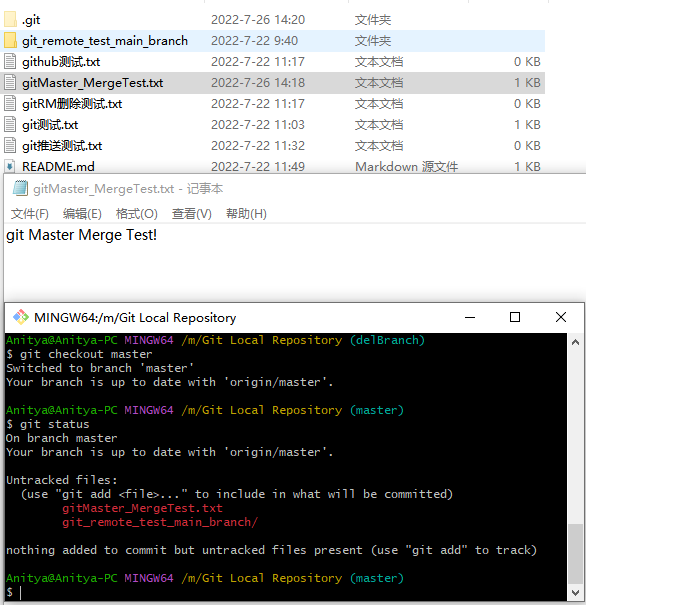 .git 2022-7-26 14:20 文件夹
git_remote_test_main_branch 2022-7-22 9:40 文件夹
github测试.txt 2022-7-22 11:17 文本文档 0 KB
gitMaster_MergeTest.txt 2022-7-26 14:18 文本文档 1 KB
gitRM删除测试.txt 2022-7-22 11:17 文本文档 0 KB
git测试.txt 2022-7-22 11:03 文本文档 1 KB
git推送测试.txt 2022-7-22 11:32 文本文档 0 KB
README.md 2022-7-22 11:49 Markdown 源文件 1 KB
gitMaster_MergeTest.txt - 记事本
文件(F) 编辑(E) 格式(O) 查看(V) 帮助(H)
git Master Merge Test!
MINGW64:/m/Git Local Repository
Anitya@Anitya-PC MINGW64 /m/Git Local Repository (delBranch)
$ git checkout master
Switched to branch 'master'
Your branch is up to date with 'origin/master'.
Anitya@Anitya-PC MINGW64 /m/Git Local Repository (master)
$ git status
On branch master
Your branch is up to date with 'origin/master'.
Untracked files:
(use "git add <file>..." to include in what will be committed)
gitMaster_MergeTest.txt
git_remote_test_main_branch/
nothing added to commit but untracked files present (use "git add" to track)
Anitya@Anitya-PC MINGW64 /m/Git Local Repository (master)
$